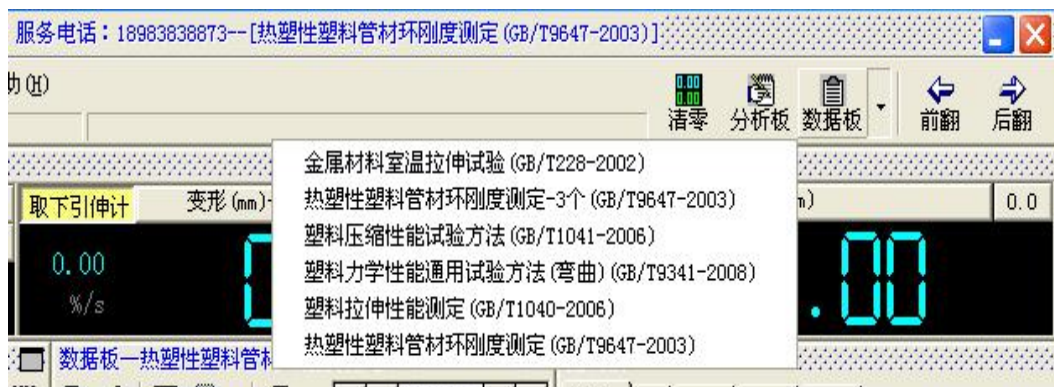 服务电话：18983838873--[热塑性塑料管材环刚度测定(GB/T9647-2003)]
助(H)
0.00
0.00
清零 分析板 数据板 前翻 后翻
金属材料室温拉伸试验(GB/T228-2002)
取下引伸计 变形(mm)- 热塑性塑料管材环刚度测定-3个(GB/T9647-2003) 0.0
塑料压缩性能试验方法(GB/T1041-2006)
0.00 塑料力学性能通用试验方法(弯曲)(GB/T9341-2008) .00
%/s 塑料拉伸性能测定(GB/T1040-2006)
数据板—热塑性塑料管材 热塑性塑料管材环刚度测定(GB/T9647-2003)